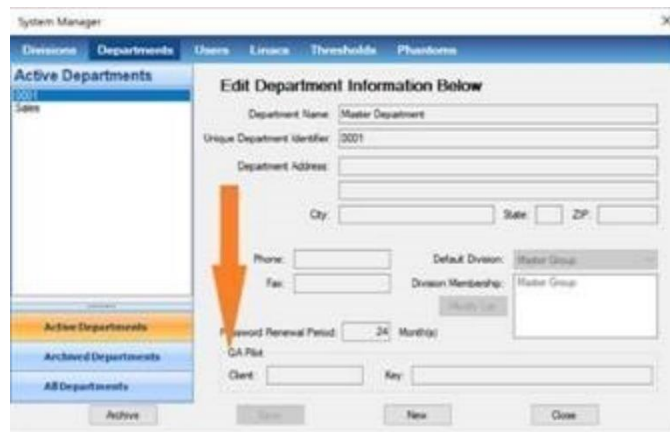 System Manager
Divisions Departments Users Linacs Thresholds Phantoms
Active Departments
0001
Sales
Active Departments
Archived Departments
All Departments
Archive
Edit Department Information Below
Department Name: Master Department
Unique Department Identifier: 0001
Department Address:
City: State: ZIP:
Phone: Default Division: Master Group
Fax: Division Membership: Master Group
Modify List
Password Renewal Period: 24 Month(s)
QA Pilot
Client: Key:
Save New Close